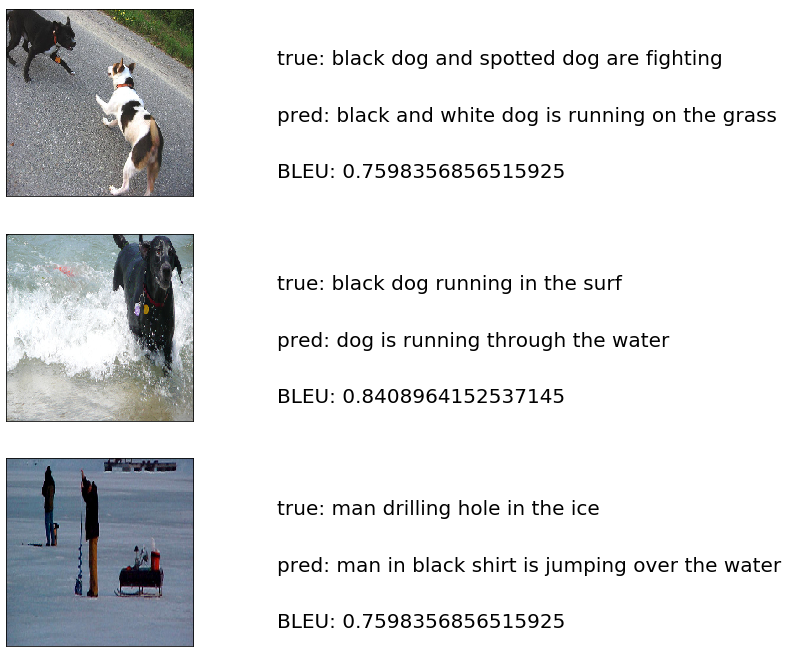 true: black dog and spotted dog are fighting
pred: black and white dog is running on the grass
BLEU: 0.7598356856515925
true: black dog running in the surf
pred: dog is running through the water
BLEU: 0.8408964152537145
true: man drilling hole in the ice
pred: man in black shirt is jumping over the water
BLEU: 0.7598356856515925